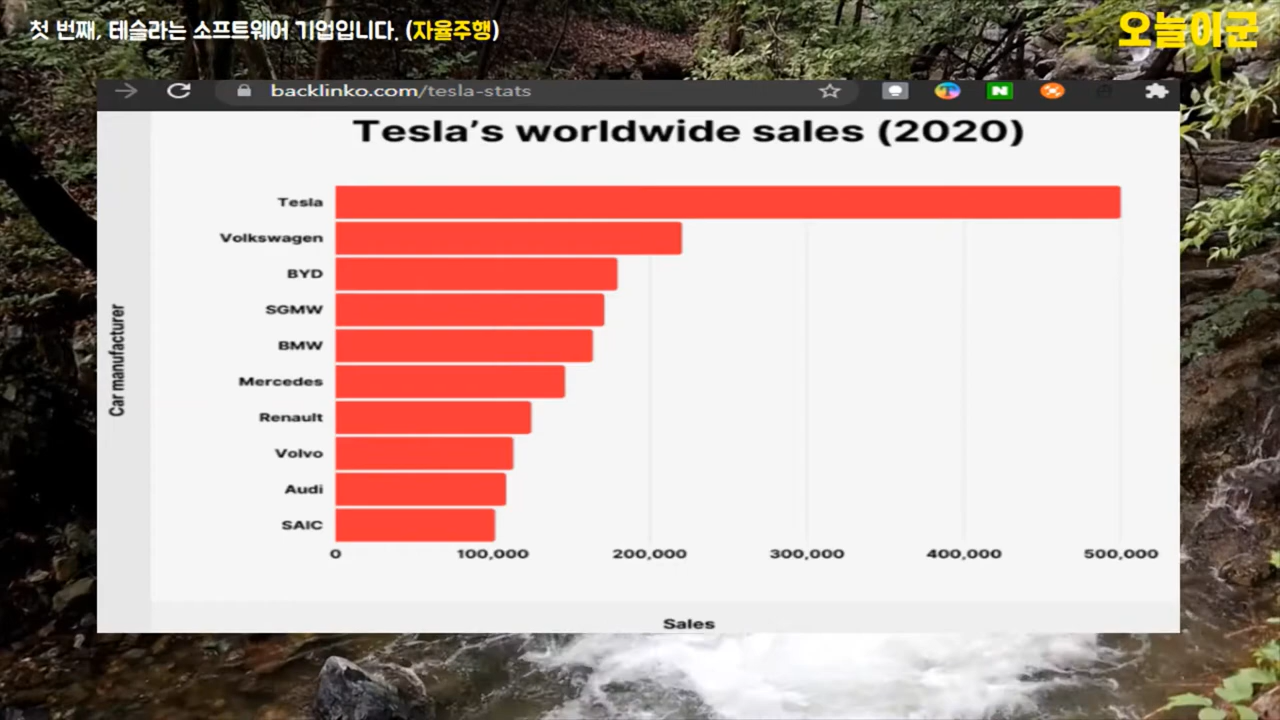 첫 번째, 테슬라는 소프트웨어 기업입니다. (자율주행)
오늘이군
backlinko.com/tesla-stats
N
Tesla’s worldwide sales (2020)
Car manufacturer
Tesla
Volkswagen
BYD
SGMW
BMW
Mercedes
Renault
Volvo
Audi
SAIC
0 100,000 200,000 300,000 400,000 500,000
Sales